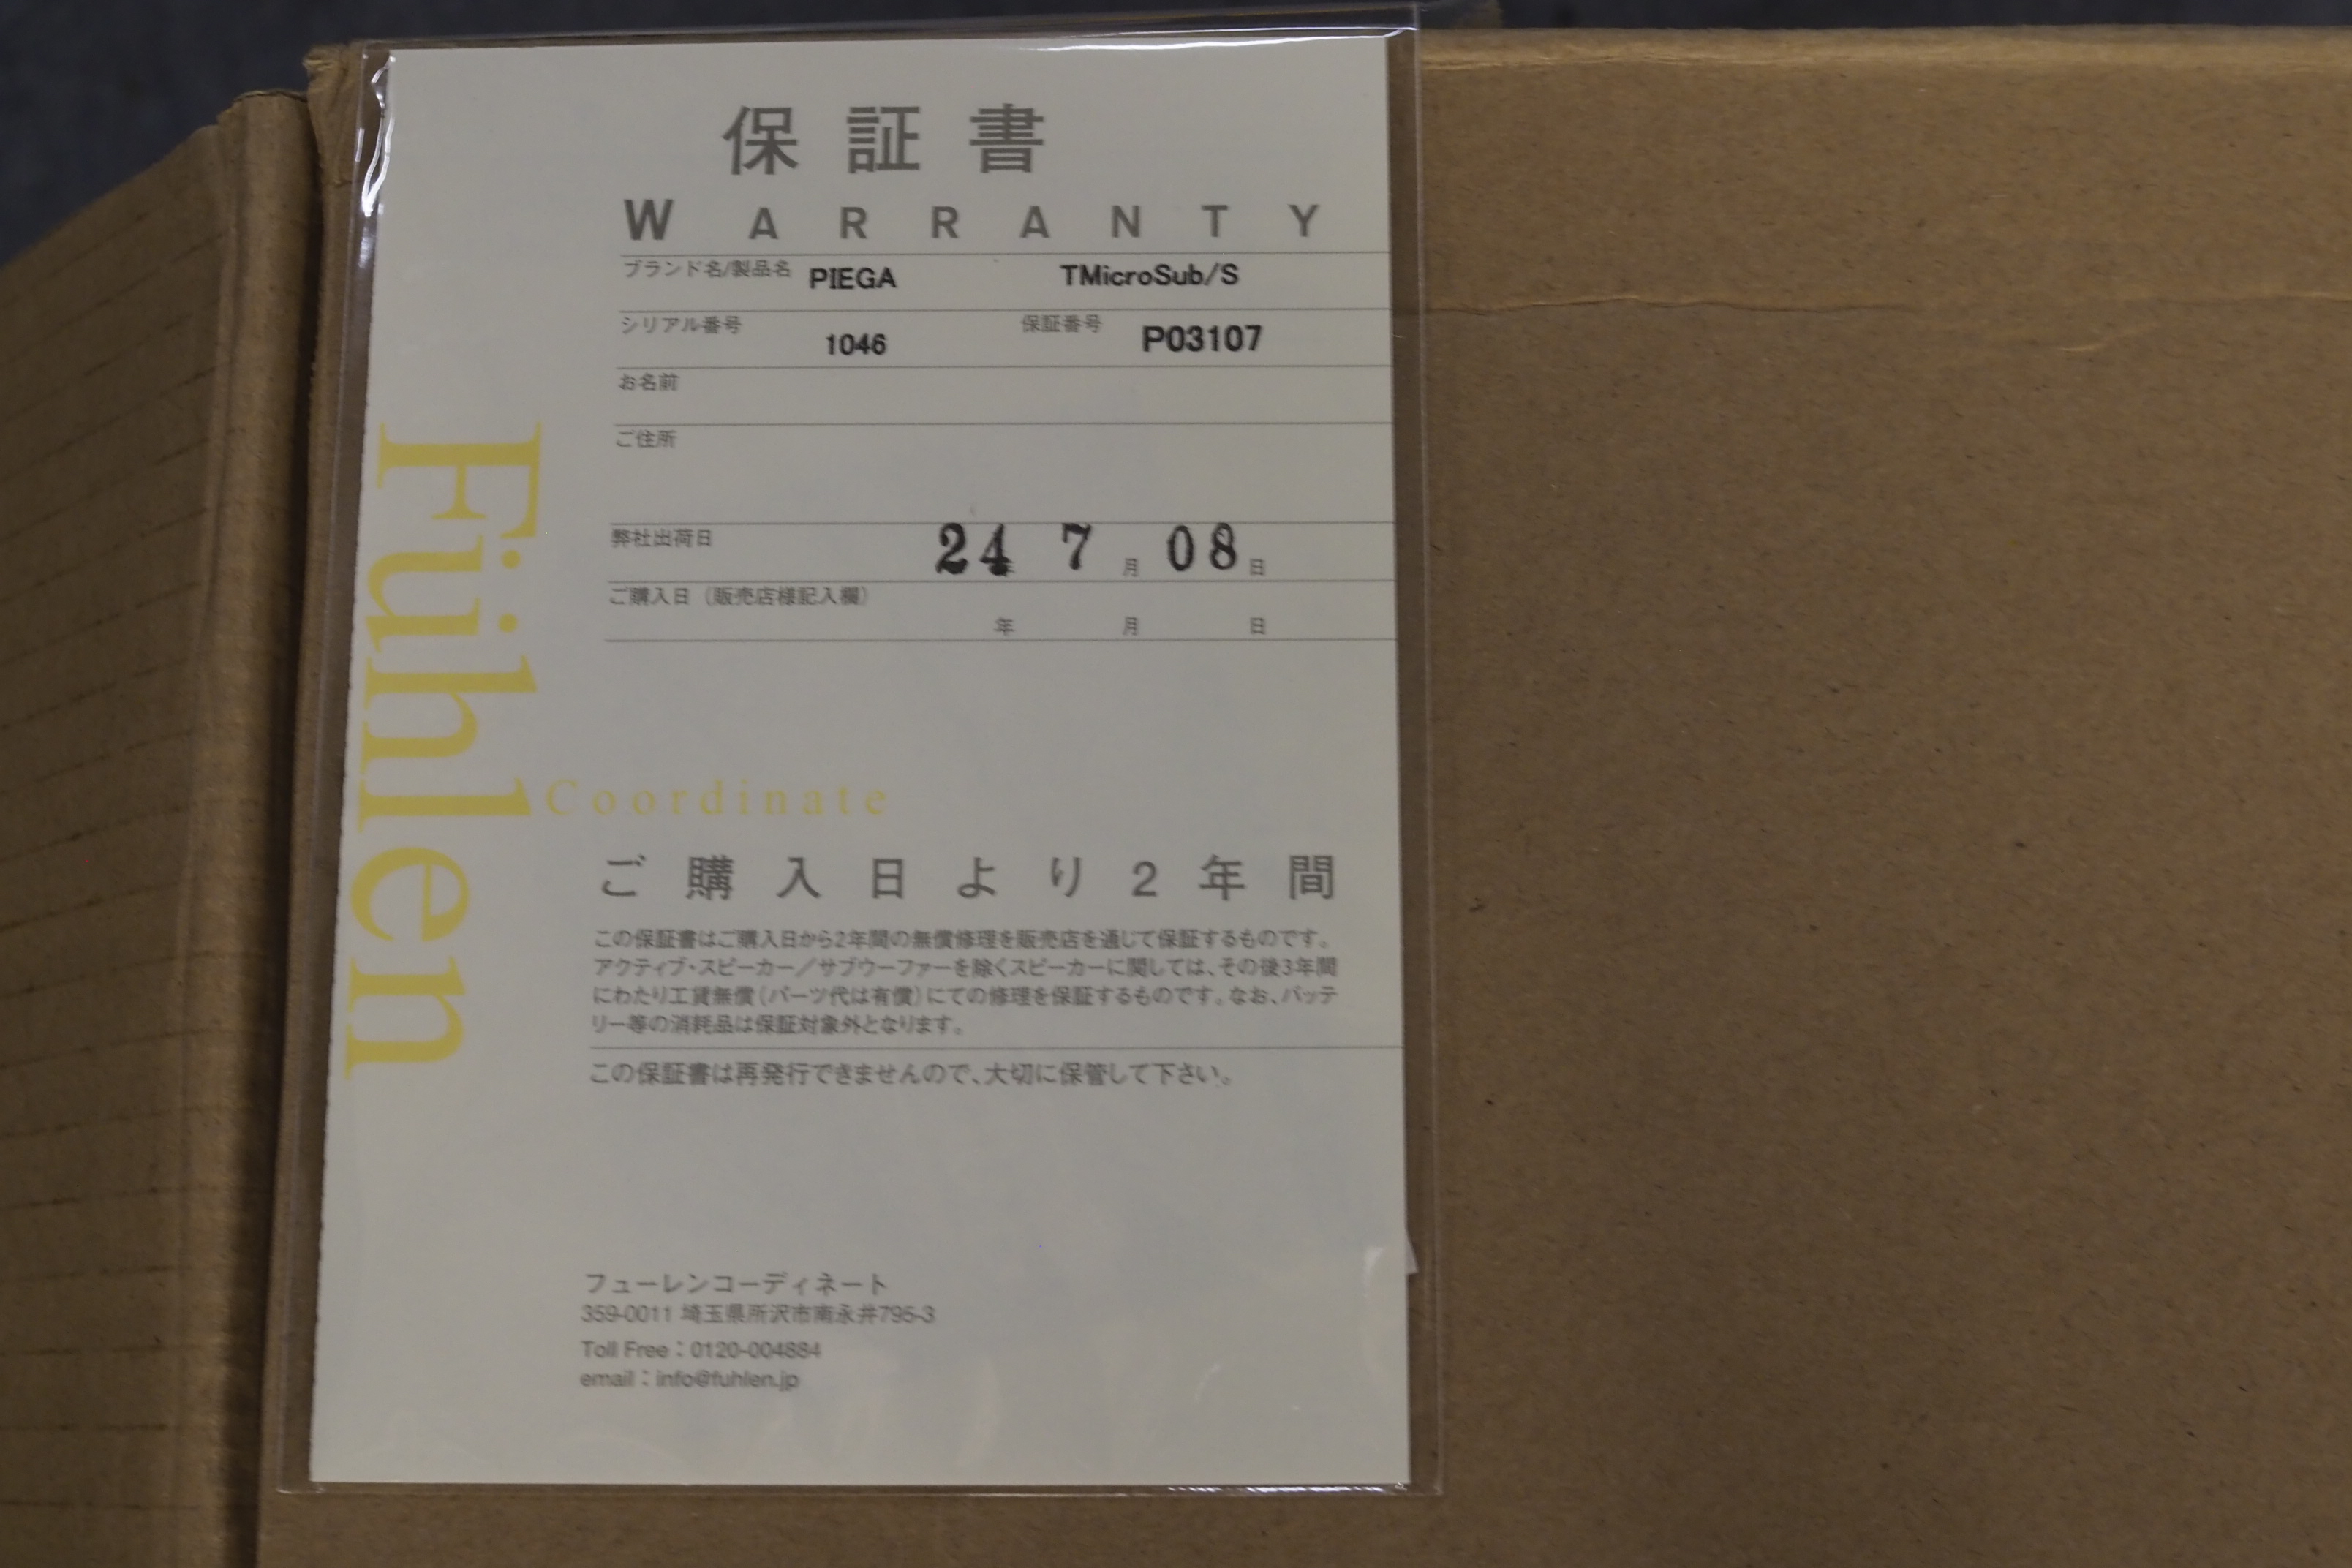 保証書
WARRANTY
ブランド名/製品名 PIEGA TMicroSub/S
シリアル番号 1046 保証番号 P03107
お名前
ご住所
弊社出荷日 24年 7月 08日
ご購入日（販売店様記入欄）
年 月 日
Fühlen
Coordinate
ご購入日より2年間
この保証書はご購入日から2年間の無償修理を販売店を通じて保証するものです。
アクティブ・スピーカー／サブウーファーを除くスピーカーに関しては、その後3年間
にわたり工賃無償（パーツ代は有償）にての修理を保証するものです。なお、バッテ
リー等の消耗品は保証対象外となります。
この保証書は再発行できませんので、大切に保管して下さい。
フューレンコーディネート
359-0011 埼玉県所沢市南永井795-3
Toll Free：0120-004884
email：info@fuhlen.jp